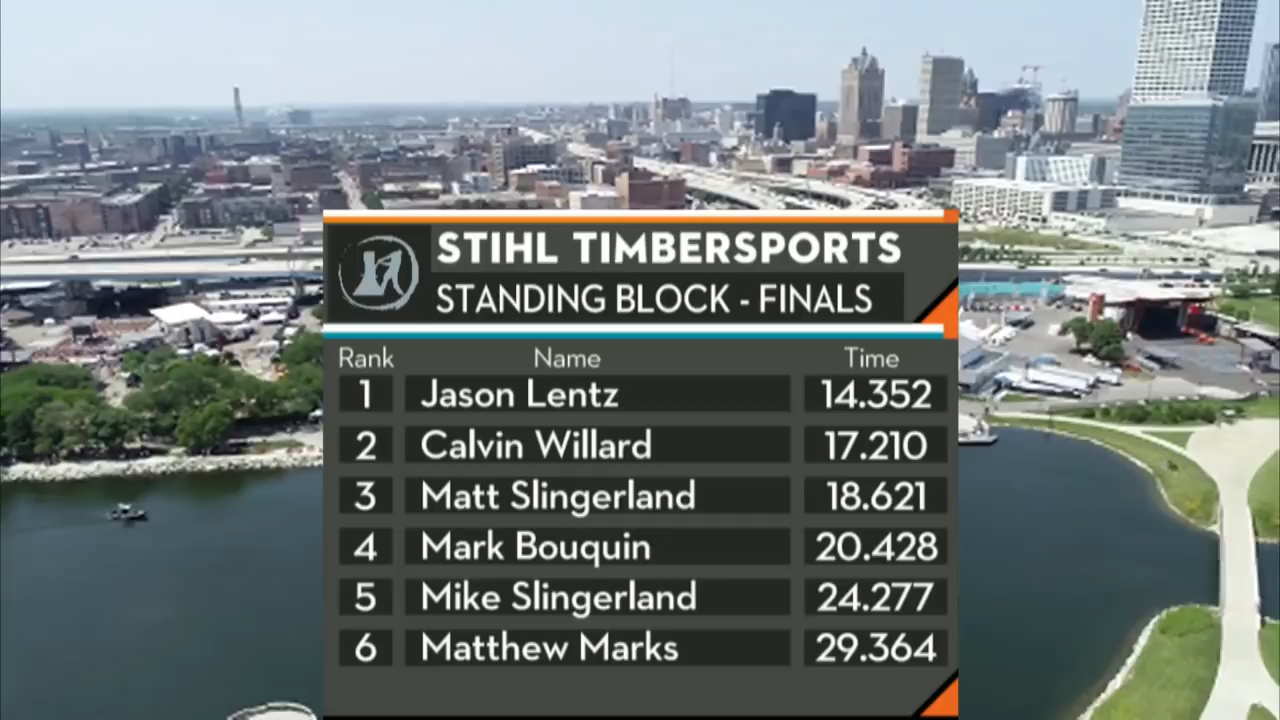 STIHL TIMBERSPORTS
STANDING BLOCK - FINALS
Rank Name Time
1 Jason Lentz 14.352
2 Calvin Willard 17.210
3 Matt Slingerland 18.621
4 Mark Bouquin 20.428
5 Mike Slingerland 24.277
6 Matthew Marks 29.364